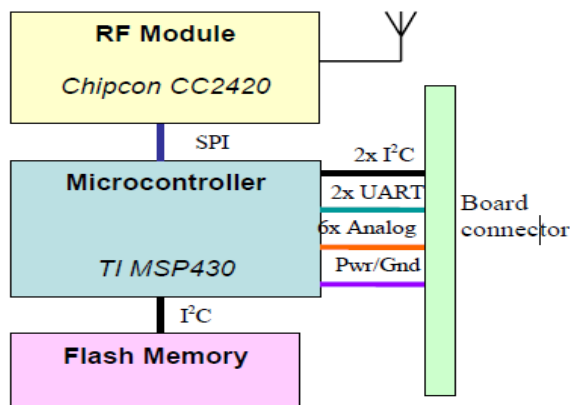 RF Module
Chipcon CC2420
SPI
Microcontroller
TI MSP430
2x I²C
2x UART
6x Analog
Pwr/Gnd
Board
connector
I²C
Flash Memory